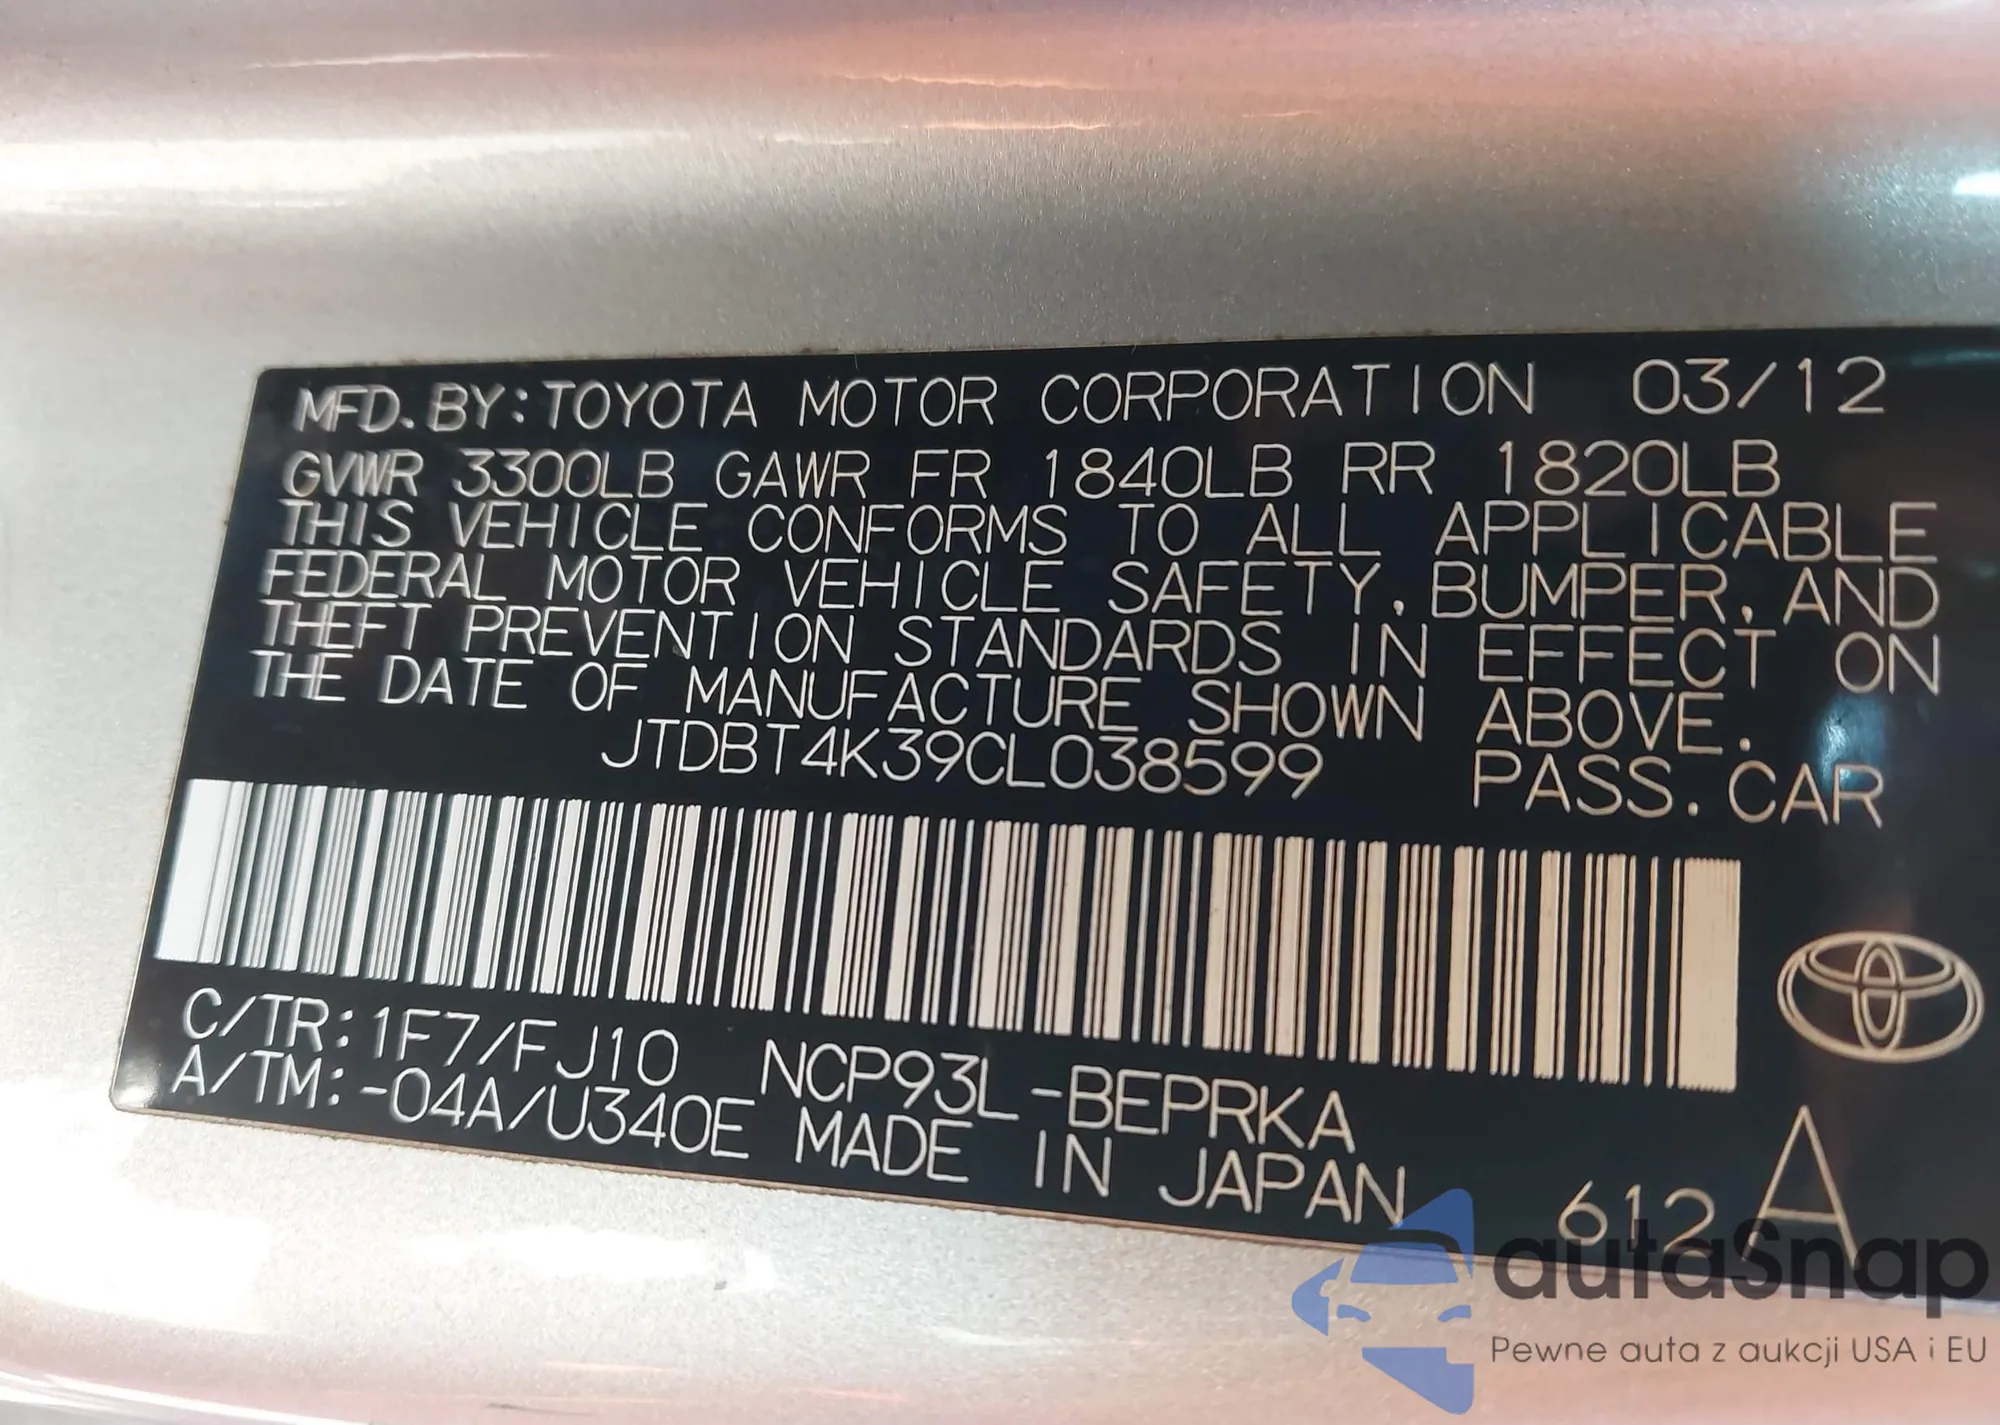 MFD. BY: TOYOTA MOTOR CORPORATION 03/12
GVWR 3300LB GAWR FR 1840LB RR 1820LB
THIS VEHICLE CONFORMS TO ALL APPLICABLE
FEDERAL MOTOR VEHICLE SAFETY, BUMPER, AND
THEFT PREVENTION STANDARDS IN EFFECT ON
THE DATE OF MANUFACTURE SHOWN ABOVE.
JTDBT4K39CL038599 PASS. CAR
C/TR: 1F7/FJ10 NCP93L-BEPRKA
A/TM: -04A/U340E MADE IN JAPAN 612 A
autaSnap
Pewne auta z aukcji USA i EU